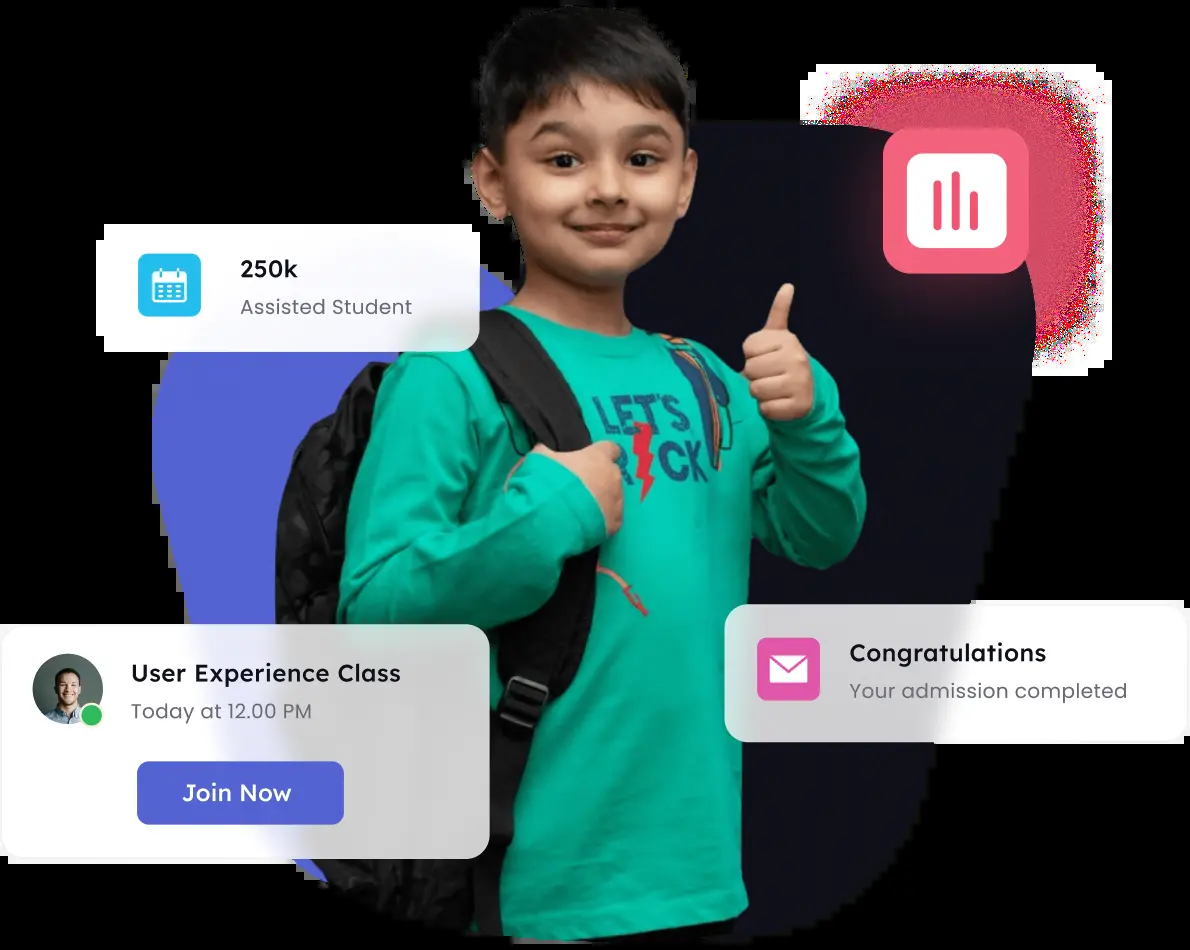 250k
Assisted Student
LET'S
R CK
User Experience Class
Today at 12.00 PM
Join Now
Congratulations
Your admission completed